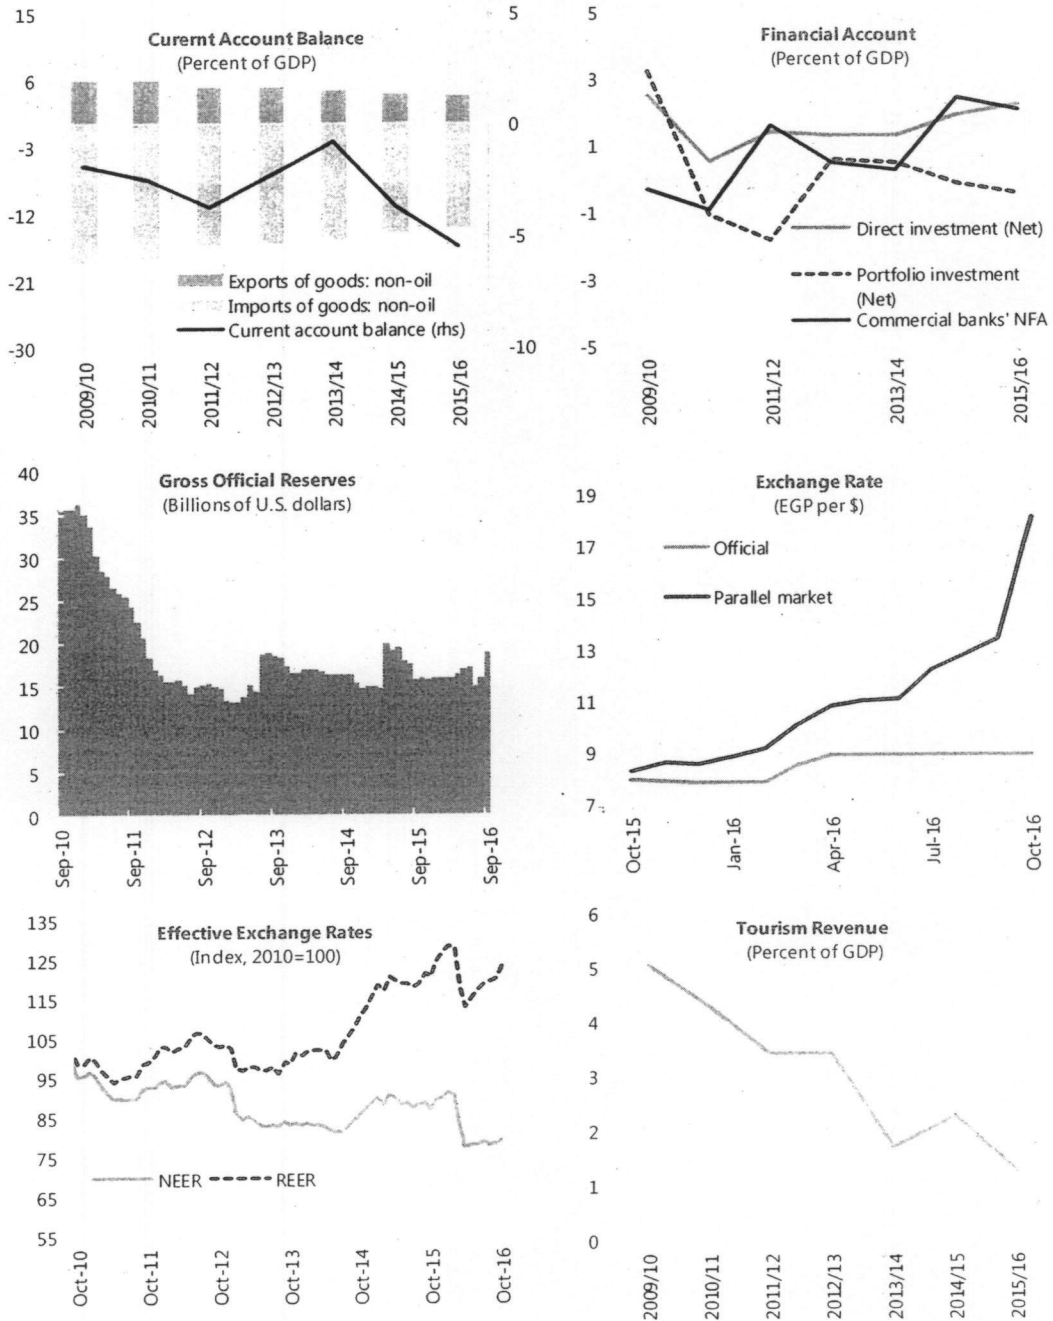 Curernt Account Balance
(Percent of GDP)
15
6
-3
-12
-21
-30
5
0
-5
-10
Exports of goods: non-oil
Imports of goods: non-oil
Current account balance (rhs)
2009/10
2010/11
2011/12
2012/13
2013/14
2014/15
2015/16
Financial Account
(Percent of GDP)
5
3
1
-1
-3
-5
Direct investment (Net)
Portfolio investment
(Net)
Commercial banks' NFA
2009/10
2011/12
2013/14
2015/16
Gross Official Reserves
(Billions of U.S. dollars)
40
35
30
25
20
15
10
5
0
Sep-10
Sep-11
Sep-12
Sep-13
Sep-14
Sep-15
Sep-16
Exchange Rate
(EGP per $)
19
17
15
13
11
9
7
Official
Parallel market
Oct-15
Jan-16
Apr-16
Jul-16
Oct-16
Effective Exchange Rates
(Index, 2010=100)
135
125
115
105
95
85
75
65
55
NEER
REER
Oct-10
Oct-11
Oct-12
Oct-13
Oct-14
Oct-15
Oct-16
Tourism Revenue
(Percent of GDP)
6
5
4
3
2
1
0
2009/10
2010/11
2011/12
2012/13
2013/14
2014/15
2015/16